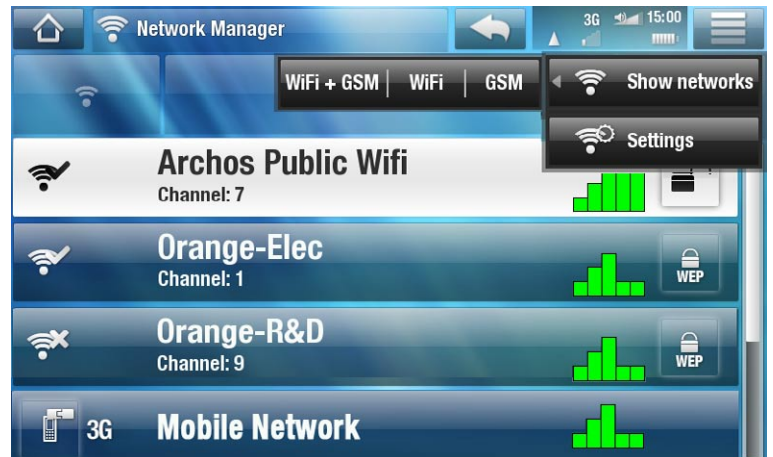 Network Manager
3G 15:00
WiFi + GSM WiFi GSM
Show networks
Settings
Archos Public Wifi
Channel: 7
Orange-Elec
Channel: 1
WEP
Orange-R&D
Channel: 9
WEP
3G Mobile Network